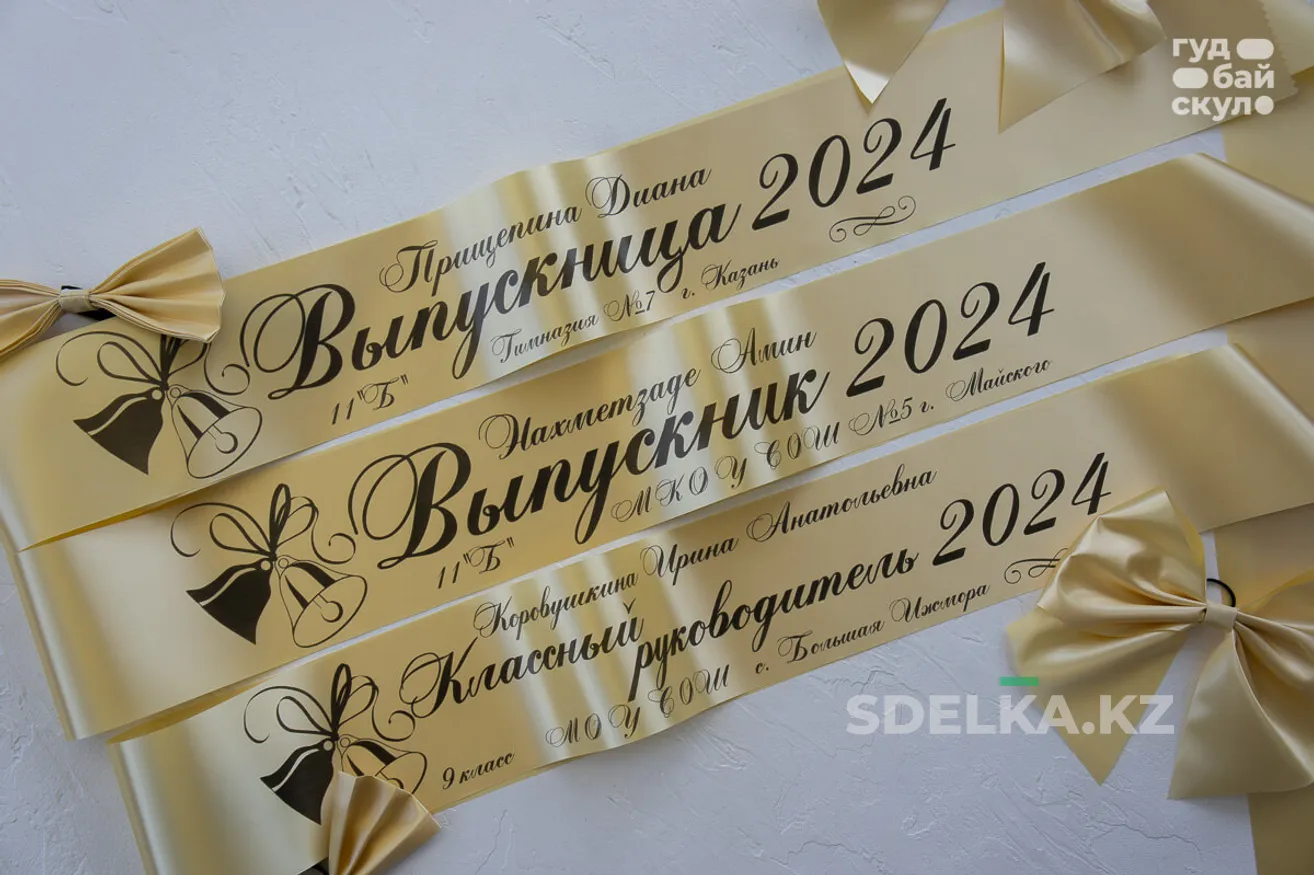 гуд
бай
скул
Прищепина Диана
Выпускница 2024
11 "Б"
Гимназия №7 г. Казань
Нахметзаде Амин
Выпускник 2024
11 "Б"
МКОУ СОШ №5 г. Майского
Коровушкина Ирина Анатольевна
Классный
руководитель 2024
9 класс
МОУ СОШ с. Большая Ижмора
SDELKA.KZ